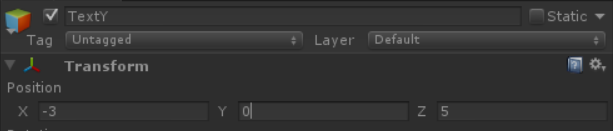 TextY Static
Tag Untagged Layer Default
Transform
Position
X -3 Y 0 Z 5